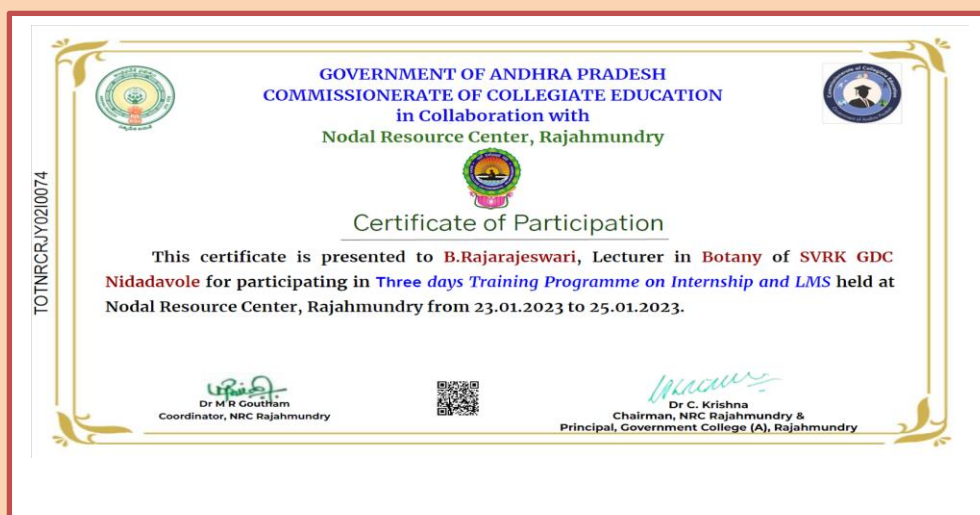 GOVERNMENT OF ANDHRA PRADESH
COMMISSIONERATE OF COLLEGIATE EDUCATION
in Collaboration with
Nodal Resource Center, Rajahmundry
Certificate of Participation
This certificate is presented to B.Rajarajeswari, Lecturer in Botany of SVRK GDC
Nidadavole for participating in Three days Training Programme on Internship and LMS held at
Nodal Resource Center, Rajahmundry from 23.01.2023 to 25.01.2023.
TOTNRCRJY02I0074
Dr M R Goutham
Coordinator, NRC Rajahmundry
Dr C. Krishna
Chairman, NRC Rajahmundry &
Principal, Government College (A), Rajahmundry